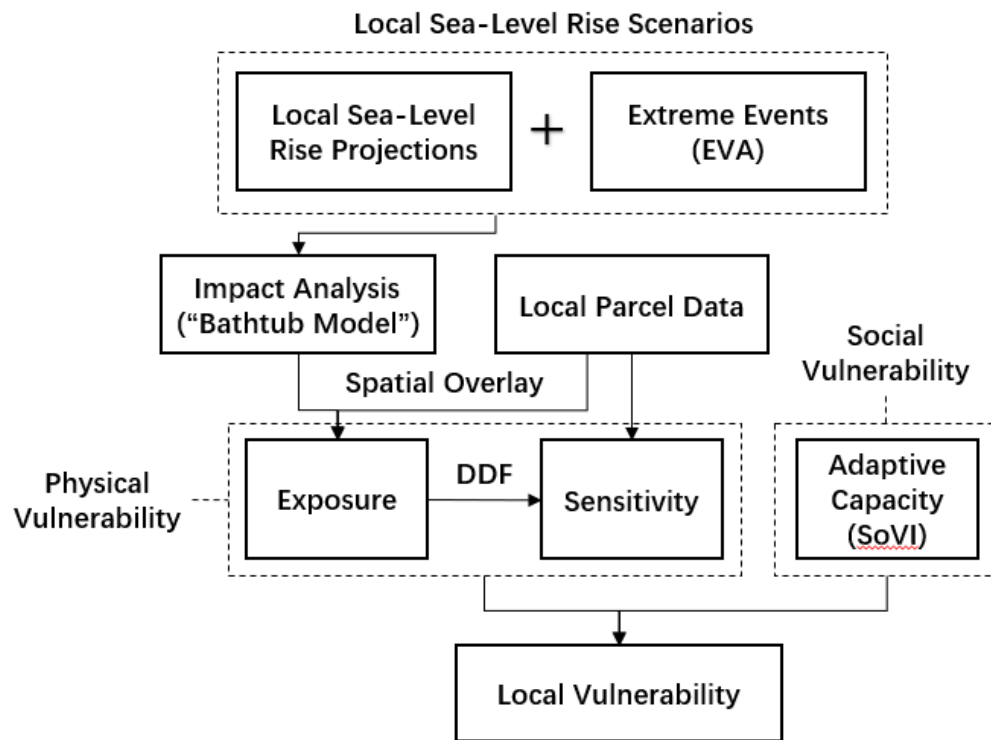 Local Sea-Level Rise Scenarios
Local Sea-Level
Rise Projections
+
Extreme Events
(EVA)
Impact Analysis
(“Bathtub Model”)
Local Parcel Data
Social
Vulnerability
Spatial Overlay
Physical
Vulnerability
Exposure
DDF
Sensitivity
Adaptive
Capacity
(SoVI)
Local Vulnerability